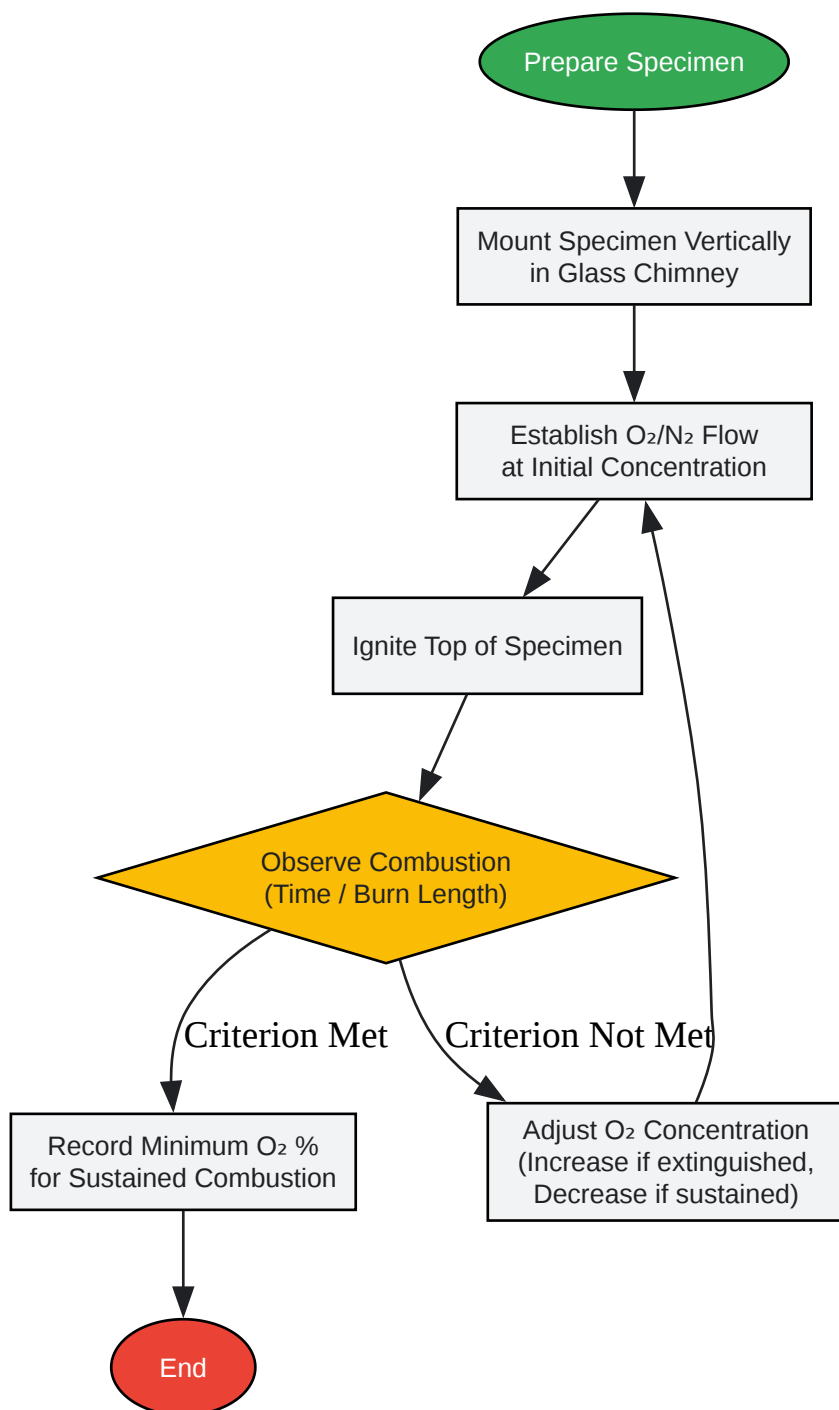 Prepare Specimen
Mount Specimen Vertically
in Glass Chimney
Establish O₂/N₂ Flow
at Initial Concentration
Ignite Top of Specimen
Observe Combustion
(Time / Burn Length)
Criterion Met
Criterion Not Met
Record Minimum O₂ %
for Sustained Combustion
Adjust O₂ Concentration
(Increase if extinguished,
Decrease if sustained)
End